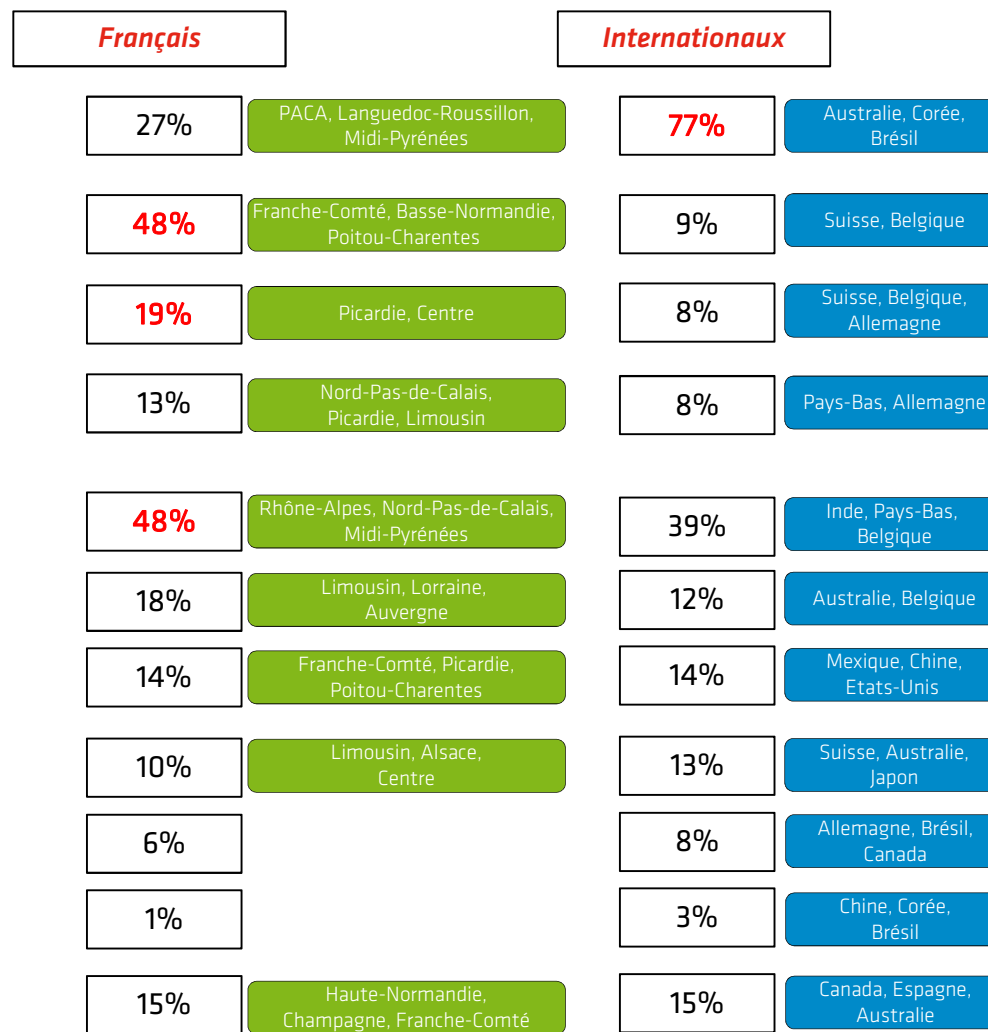 Français
Internationaux
27%
PACA, Languedoc-Roussillon,
Midi-Pyrénées
77%
Australie, Corée,
Brésil
48%
Franche-Comté, Basse-Normandie,
Poitou-Charentes
9%
Suisse, Belgique
19%
Picardie, Centre
8%
Suisse, Belgique,
Allemagne
13%
Nord-Pas-de-Calais,
Picardie, Limousin
8%
Pays-Bas, Allemagne
48%
Rhône-Alpes, Nord-Pas-de-Calais,
Midi-Pyrénées
39%
Inde, Pays-Bas,
Belgique
18%
Limousin, Lorraine,
Auvergne
12%
Australie, Belgique
14%
Franche-Comté, Picardie,
Poitou-Charentes
14%
Mexique, Chine,
Etats-Unis
10%
Limousin, Alsace,
Centre
13%
Suisse, Australie,
Japon
6%
8%
Allemagne, Brésil,
Canada
1%
3%
Chine, Corée,
Brésil
15%
Haute-Normandie,
Champagne, Franche-Comté
15%
Canada, Espagne,
Australie